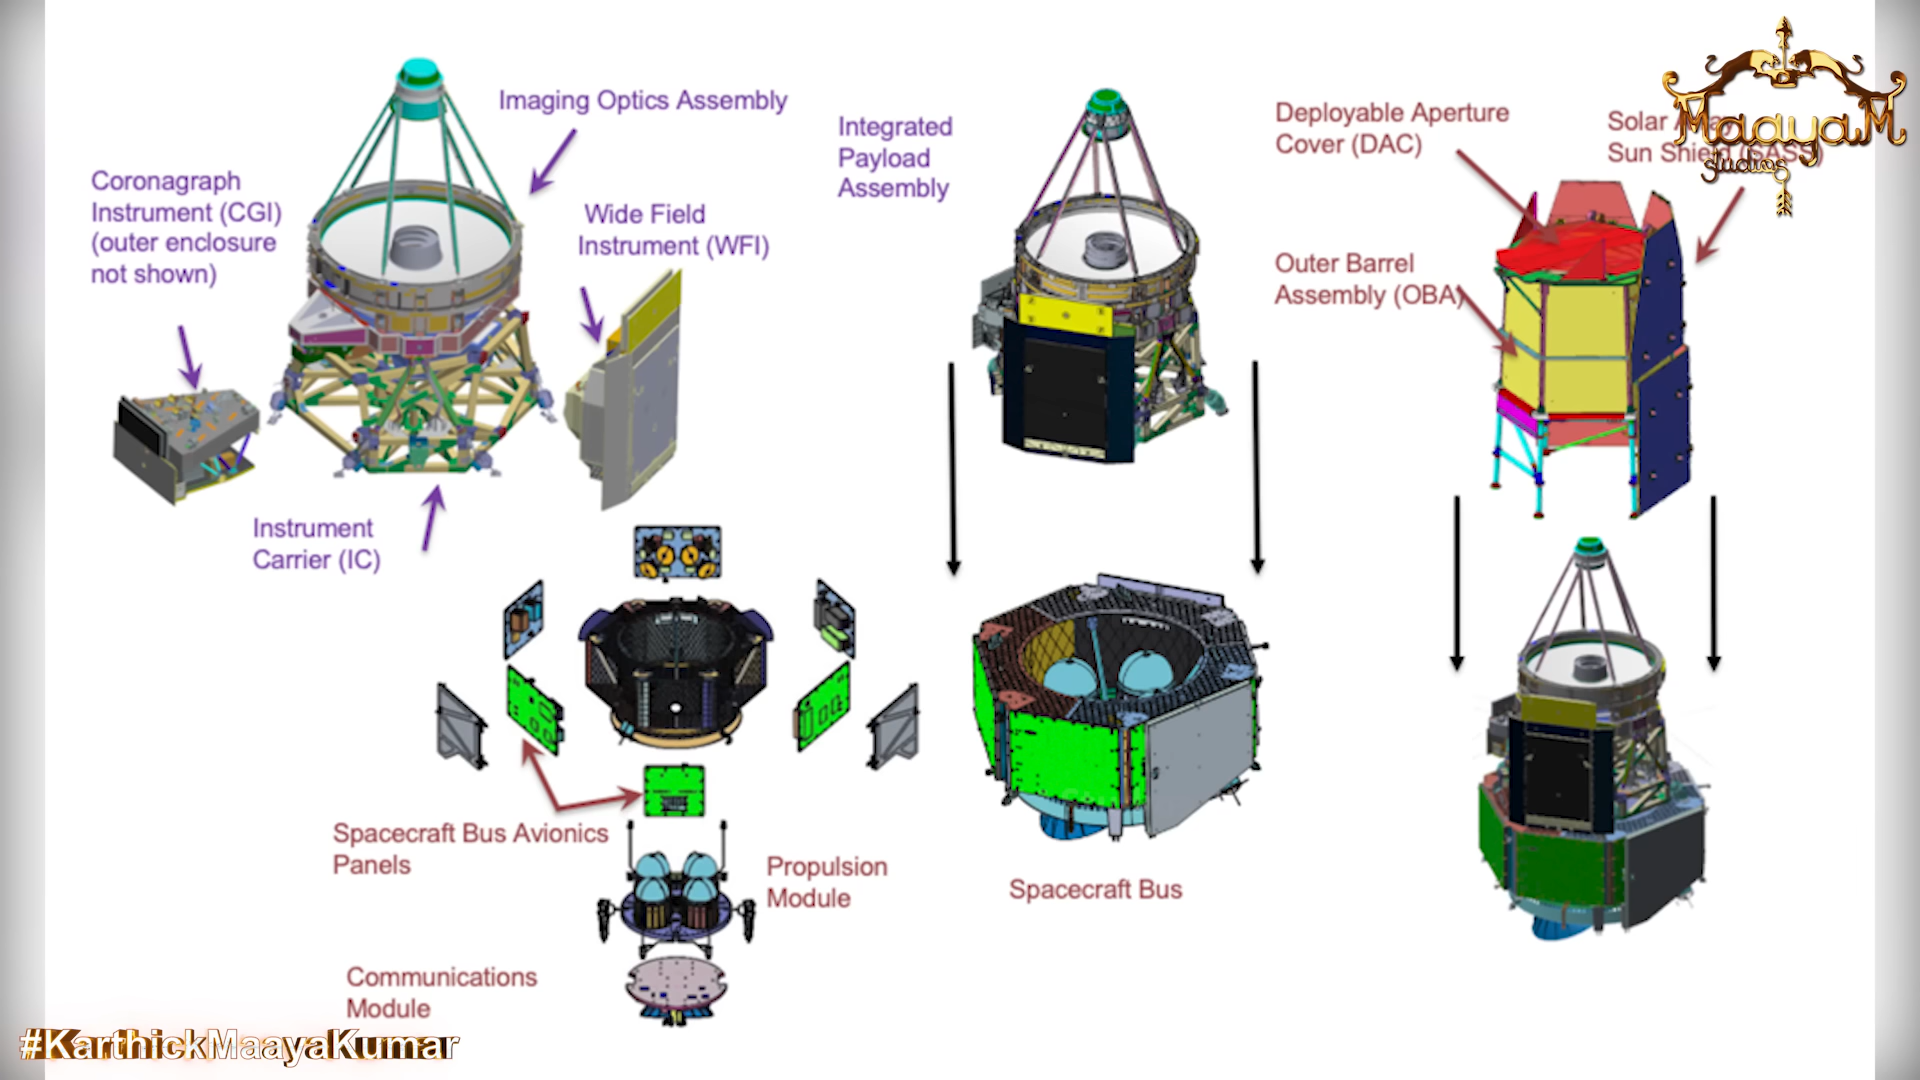 Imaging Optics Assembly
Coronagraph
Instrument (CGI)
(outer enclosure
not shown)
Wide Field
Instrument (WFI)
Instrument
Carrier (IC)
Integrated
Payload
Assembly
Deployable Aperture
Cover (DAC)
Solar
Sun Shield (SASS)
MaayaM
studios
Outer Barrel
Assembly (OBA)
Spacecraft Bus Avionics
Panels
Propulsion
Module
Communications
Module
Spacecraft Bus
#KarthickMaayaKumar